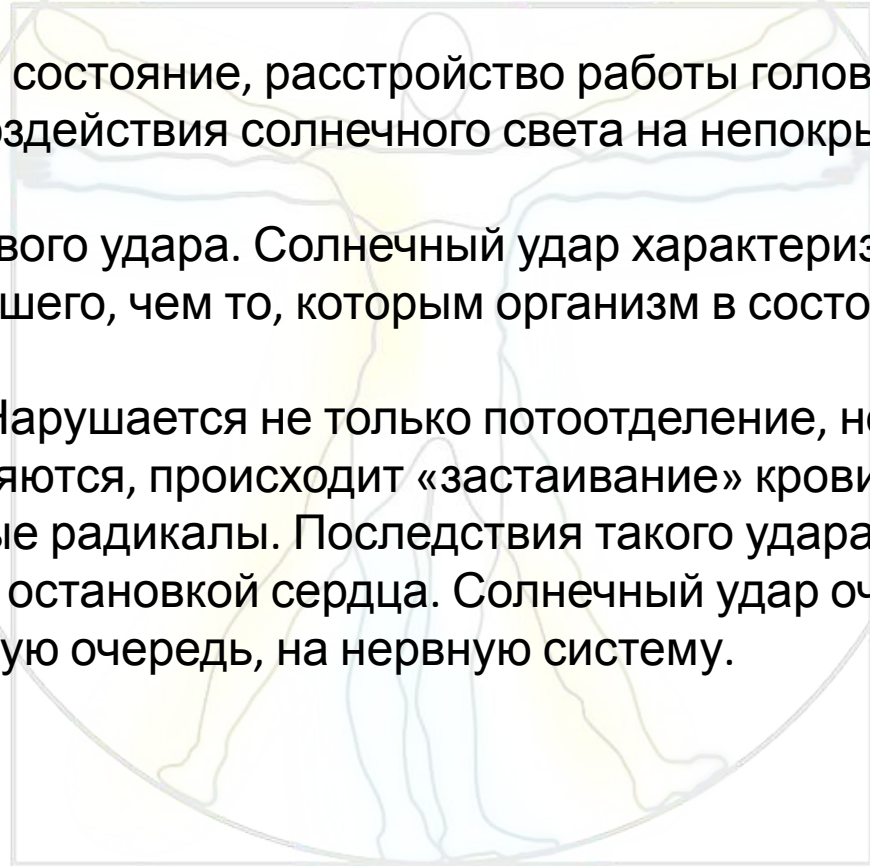 состояние, расстройство работы голов
оздействия солнечного света на непокры
вого удара. Солнечный удар характериз
шего, чем то, которым организм в состо
Нарушается не только потоотделение, но
яются, происходит «застаивание» крови
ые радикалы. Последствия такого удара
остановкой сердца. Солнечный удар оч
ую очередь, на нервную систему.